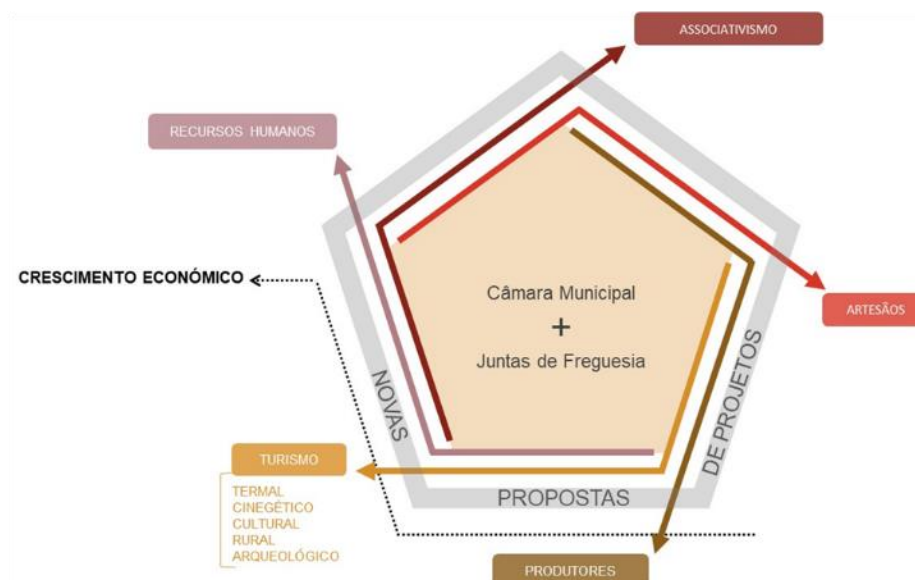 ASSOCIATIVISMO
RECURSOS HUMANOS
CRESCIMENTO ECONÓMICO
Câmara Municipal
+
Juntas de Freguesia
ARTESÃOS
NOVAS
PROPOSTAS
DE PROJETOS
TURISMO
TERMAL
CINEGÉTICO
CULTURAL
RURAL
ARQUEOLÓGICO
PRODUTORES